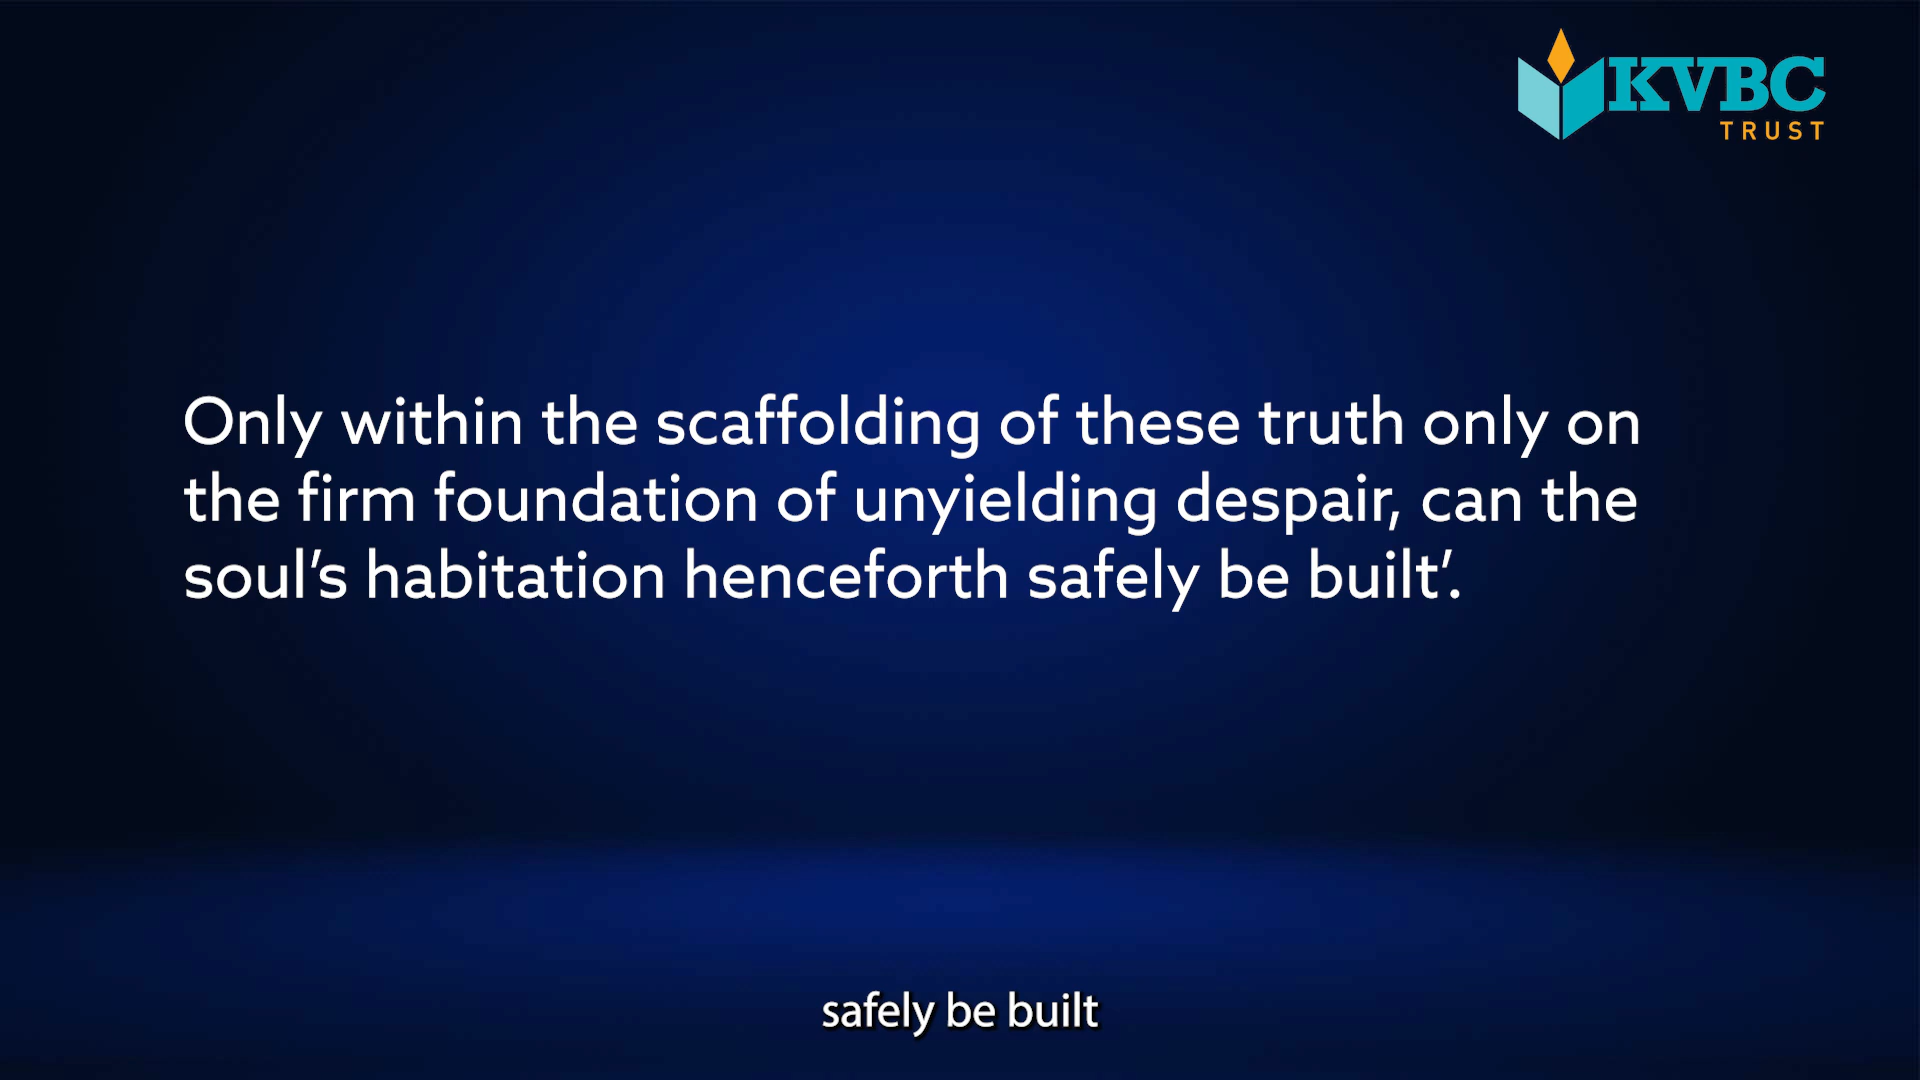 KVBC
TRUST
Only within the scaffolding of these truth only on
the firm foundation of unyielding despair, can the
soul’s habitation henceforth safely be built’.
safely be built